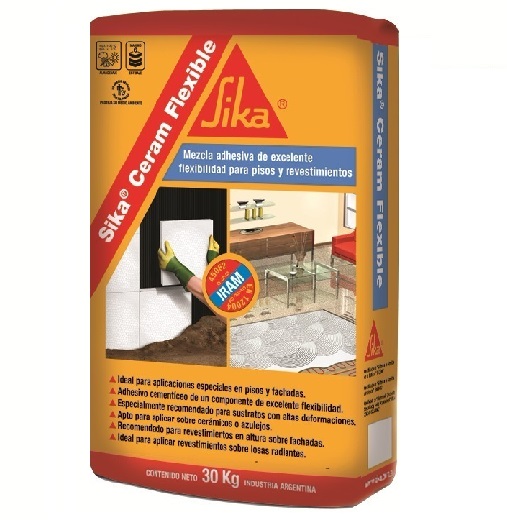 Sika® Ceram Flexible
Sika®
Mezcla adhesiva de excelente
flexibilidad para pisos y revestimientos
IRAM
Ideal para aplicaciones especiales en pisos y fachadas.
Adhesivo cementíceo de un componente de excelente flexibilidad.
Especialmente recomendado para sustratos con altas deformaciones.
Apto para aplicar sobre cerámicos o azulejos.
Recomendado para revestimientos en altura sobre fachadas.
Ideal para aplicar revestimientos sobre losas radiantes.
CONTENIDO NETO 30 Kg INDUSTRIA ARGENTINA
Sika® Ceram Flexible
Sika